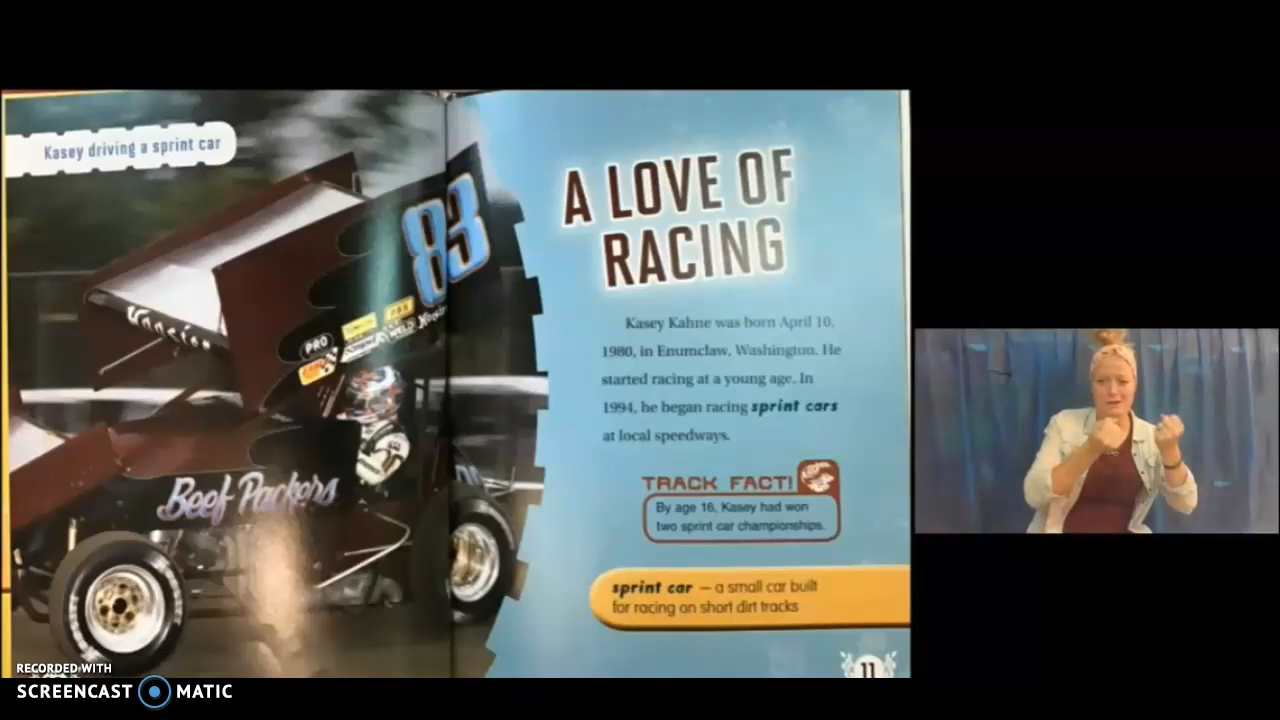 Kasey driving a sprint car
83
Hoosier
PRO
Beef Packers
A LOVE OF
RACING
Kasey Kahne was born April 10,
1980, in Enumclaw, Washington. He
started racing at a young age. In
1994, he began racing sprint cars
at local speedways.
TRACK FACT!
By age 16, Kasey had won
two sprint car championships.
sprint car — a small car built
for racing on short dirt tracks
11
RECORDED WITH
SCREENCAST MATIC